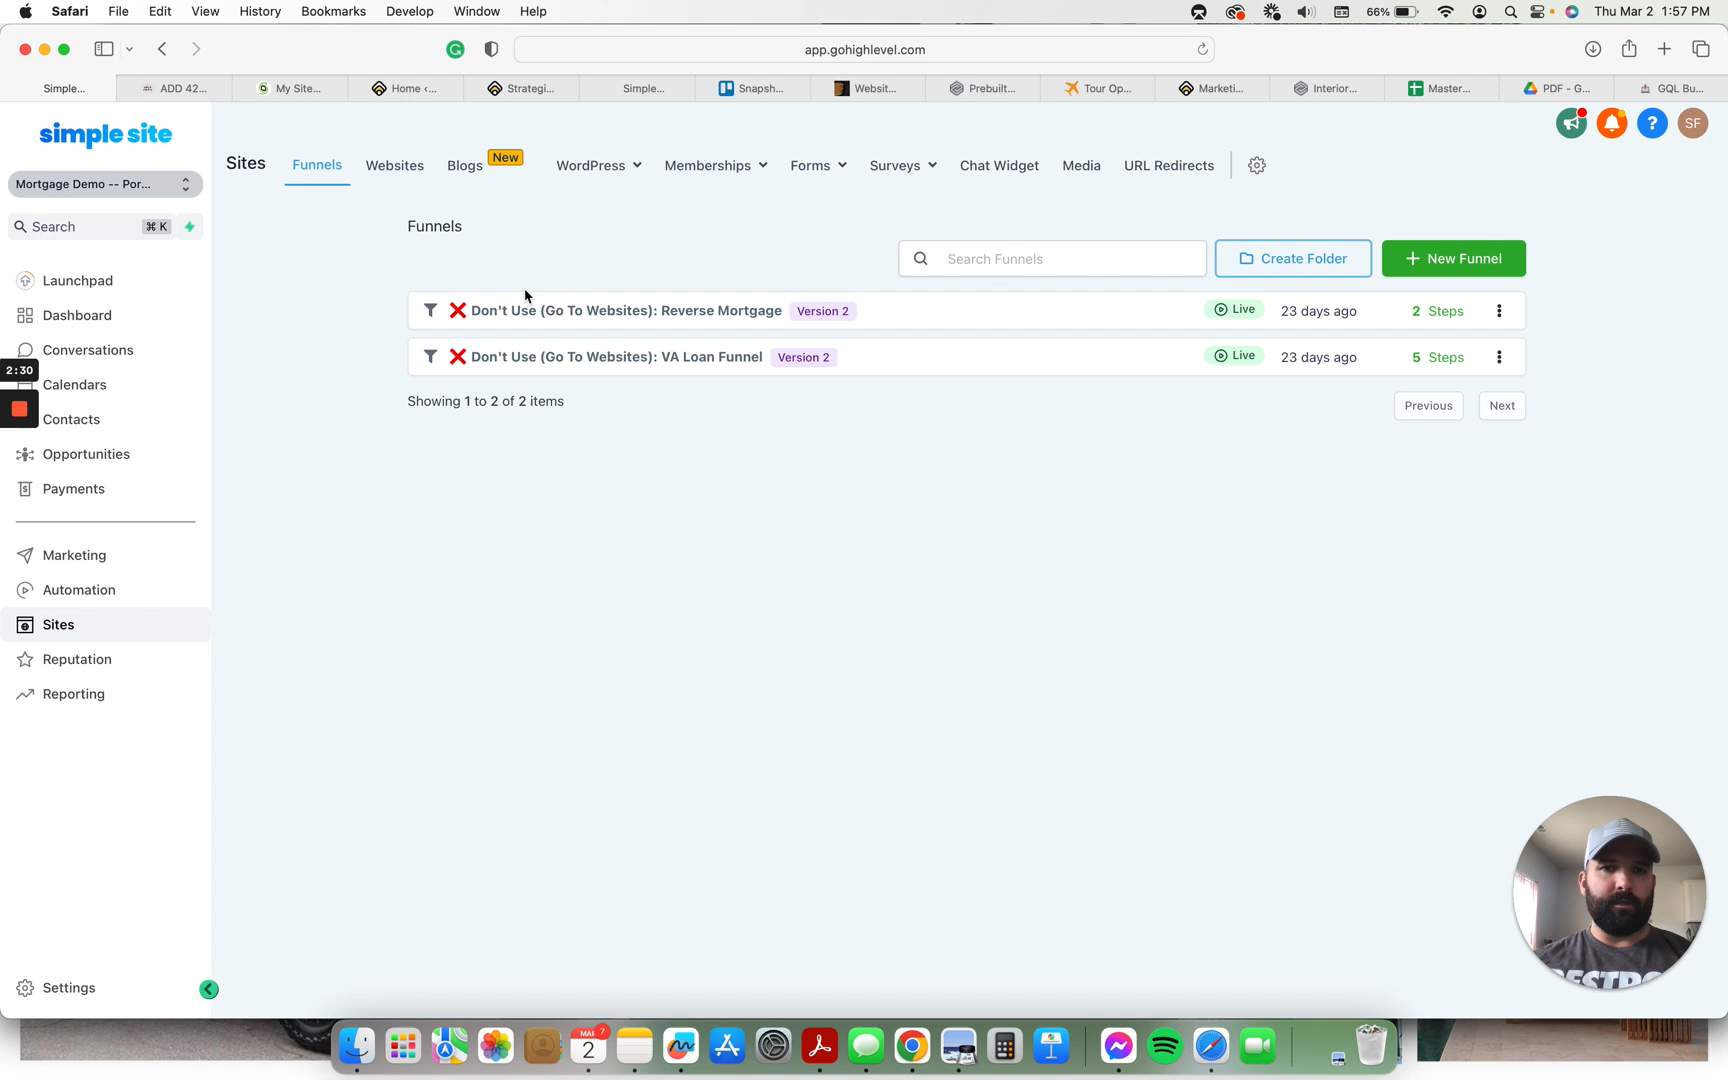 Safari File Edit View History Bookmarks Develop Window Help 66% Thu Mar 2 1:57 PM
app.gohighlevel.com
Simple... ADD 42... My Site... Home <... Strategi... Simple... Snapsh... Websit... Prebuilt... Tour Op... Marketi... Interior... Master... PDF - G... GQL Bu...
simple site
SF
Sites Funnels Websites Blogs New WordPress Memberships Forms Surveys Chat Widget Media URL Redirects
Mortgage Demo -- Por...
Search ⌘ K
Funnels
Search Funnels Create Folder + New Funnel
Launchpad
Don't Use (Go To Websites): Reverse Mortgage Version 2 Live 23 days ago 2 Steps
Dashboard
Conversations
Don't Use (Go To Websites): VA Loan Funnel Version 2 Live 23 days ago 5 Steps
2:30
Calendars
Showing 1 to 2 of 2 items Previous Next
Contacts
Opportunities
Payments
Marketing
Automation
Sites
Reputation
Reporting
Settings
MAR 7
2